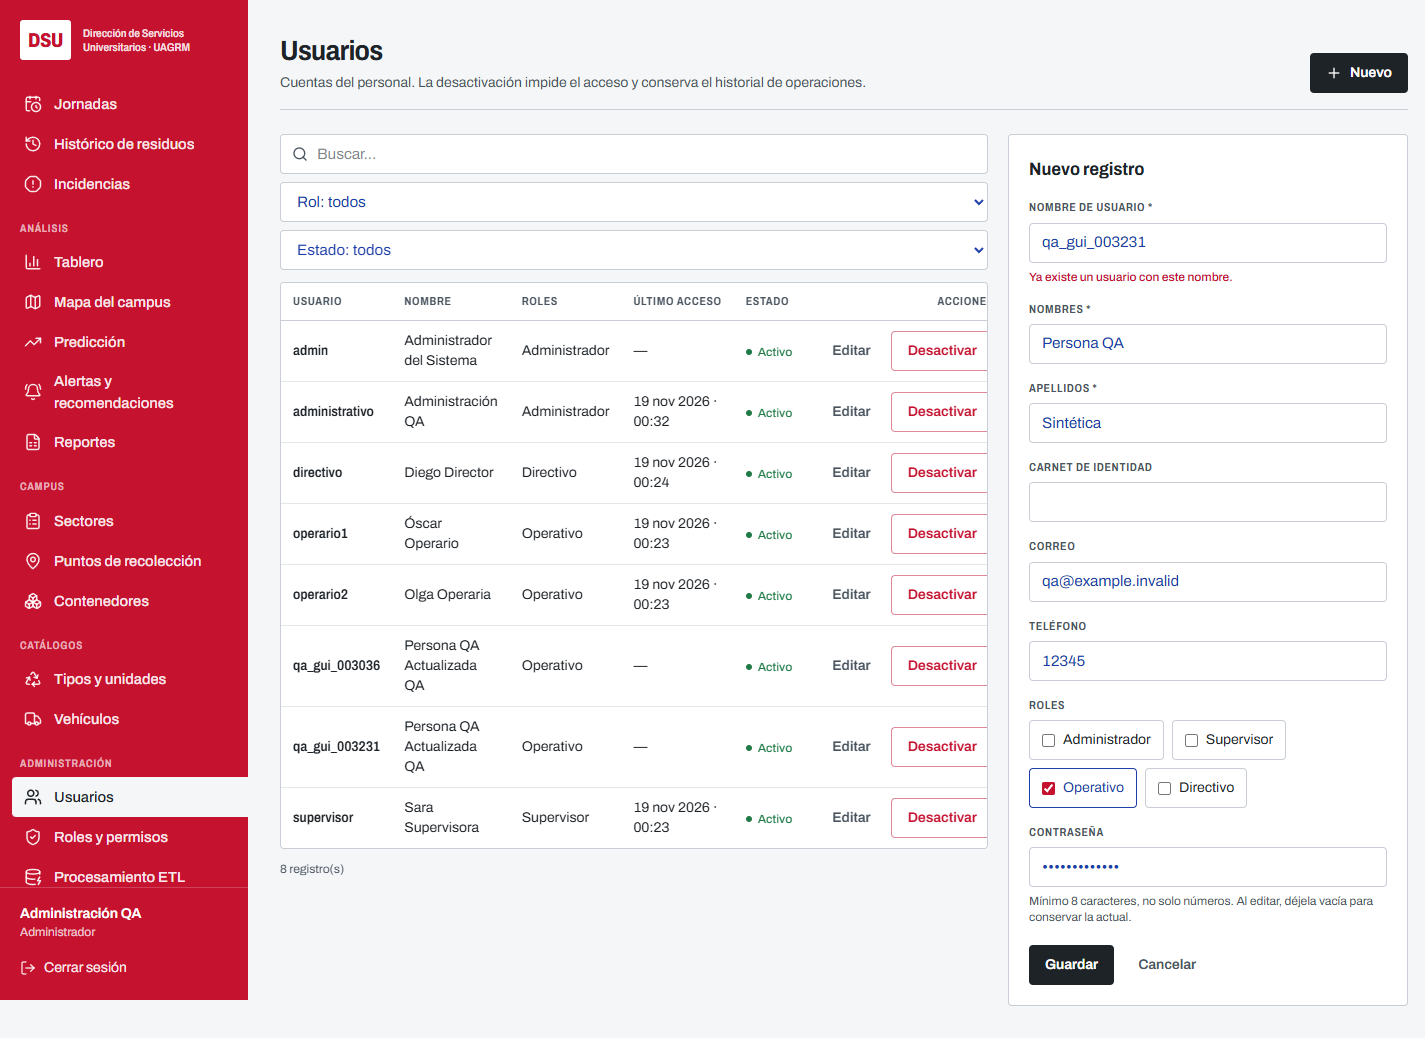 DSU
Dirección de Servicios
Universitarios · UAGRM
Jornadas
Histórico de residuos
Incidencias
ANÁLISIS
Tablero
Mapa del campus
Predicción
Alertas y
recomendaciones
Reportes
CAMPUS
Sectores
Puntos de recolección
Contenedores
CATÁLOGOS
Tipos y unidades
Vehículos
ADMINISTRACIÓN
Usuarios
Roles y permisos
Procesamiento ETL
Administración QA
Administrador
Cerrar sesión
Usuarios
Cuentas del personal. La desactivación impide el acceso y conserva el historial de operaciones.
Nuevo
Buscar...
Rol: todos
Estado: todos
USUARIO NOMBRE ROLES ÚLTIMO ACCESO ESTADO ACCIONE
admin Administrador del Sistema Administrador — Activo Editar Desactivar
administrativo Administración QA Administrador 19 nov 2026 · 00:32 Activo Editar Desactivar
directivo Diego Director Directivo 19 nov 2026 · 00:24 Activo Editar Desactivar
operario1 Óscar Operario Operativo 19 nov 2026 · 00:23 Activo Editar Desactivar
operario2 Olga Operaria Operativo 19 nov 2026 · 00:23 Activo Editar Desactivar
qa_gui_003036 Persona QA Actualizada QA Operativo — Activo Editar Desactivar
qa_gui_003231 Persona QA Actualizada QA Operativo — Activo Editar Desactivar
supervisor Sara Supervisora Supervisor 19 nov 2026 · 00:23 Activo Editar Desactivar
8 registro(s)
Nuevo registro
NOMBRE DE USUARIO *
qa_gui_003231
Ya existe un usuario con este nombre.
NOMBRES *
Persona QA
APELLIDOS *
Sintética
CARNET DE IDENTIDAD
CORREO
qa@example.invalid
TELÉFONO
12345
ROLES
Administrador Supervisor
Operativo Directivo
CONTRASEÑA
•••••••••••••
Mínimo 8 caracteres, no solo números. Al editar, déjela vacía para
conservar la actual.
Guardar Cancelar